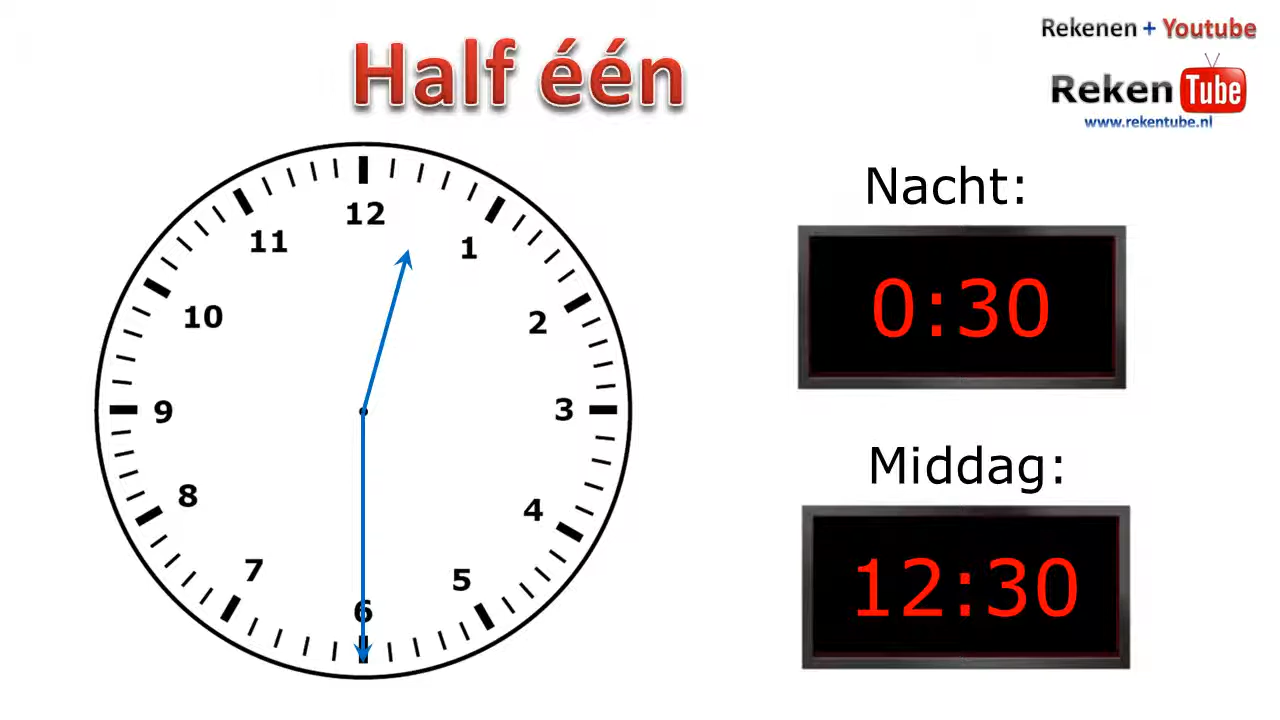 Half één
Rekenen + Youtube
Reken Tube
www.rekentube.nl
12
11
1
10
2
9
3
8
4
7
5
6
Nacht:
0:30
Middag:
12:30